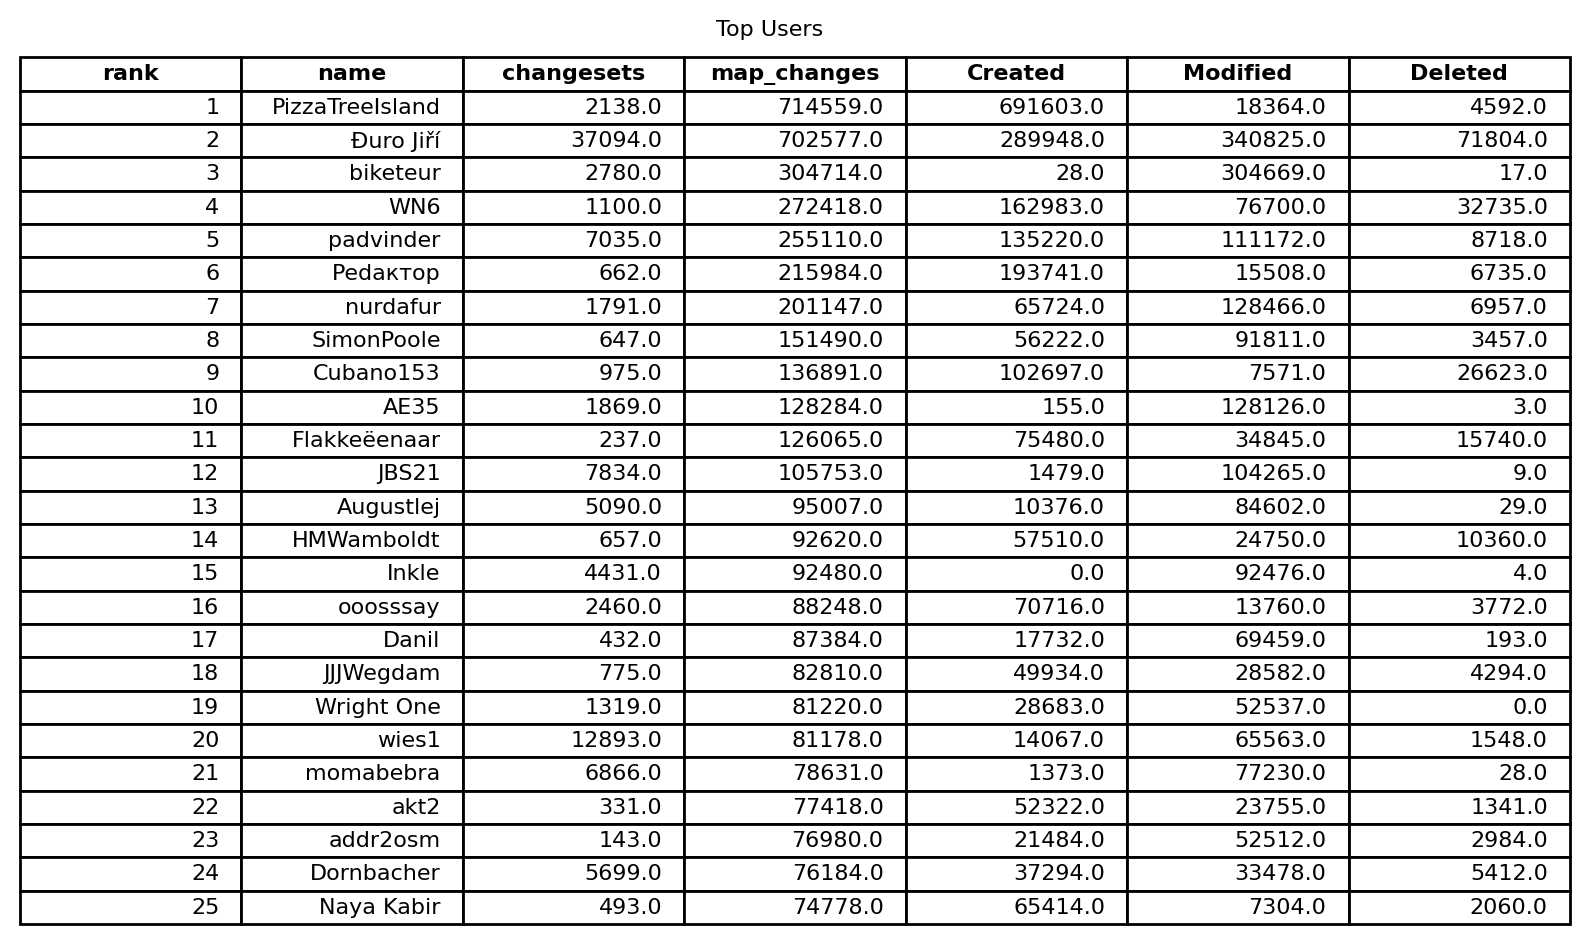 Top Users
rank name changesets map_changes Created Modified Deleted
1 PizzaTreeIsland 2138.0 714559.0 691603.0 18364.0 4592.0
2 Đuro Jiří 37094.0 702577.0 289948.0 340825.0 71804.0
3 biketeur 2780.0 304714.0 28.0 304669.0 17.0
4 WN6 1100.0 272418.0 162983.0 76700.0 32735.0
5 padvinder 7035.0 255110.0 135220.0 111172.0 8718.0
6 Редактор 662.0 215984.0 193741.0 15508.0 6735.0
7 nurdafur 1791.0 201147.0 65724.0 128466.0 6957.0
8 SimonPoole 647.0 151490.0 56222.0 91811.0 3457.0
9 Cubano153 975.0 136891.0 102697.0 7571.0 26623.0
10 AE35 1869.0 128284.0 155.0 128126.0 3.0
11 Flakkeëenaar 237.0 126065.0 75480.0 34845.0 15740.0
12 JBS21 7834.0 105753.0 1479.0 104265.0 9.0
13 Augustlej 5090.0 95007.0 10376.0 84602.0 29.0
14 HMWamboldt 657.0 92620.0 57510.0 24750.0 10360.0
15 Inkle 4431.0 92480.0 0.0 92476.0 4.0
16 ooosssay 2460.0 88248.0 70716.0 13760.0 3772.0
17 Danil 432.0 87384.0 17732.0 69459.0 193.0
18 JJJWegdam 775.0 82810.0 49934.0 28582.0 4294.0
19 Wright One 1319.0 81220.0 28683.0 52537.0 0.0
20 wies1 12893.0 81178.0 14067.0 65563.0 1548.0
21 momabebra 6866.0 78631.0 1373.0 77230.0 28.0
22 akt2 331.0 77418.0 52322.0 23755.0 1341.0
23 addr2osm 143.0 76980.0 21484.0 52512.0 2984.0
24 Dornbacher 5699.0 76184.0 37294.0 33478.0 5412.0
25 Naya Kabir 493.0 74778.0 65414.0 7304.0 2060.0